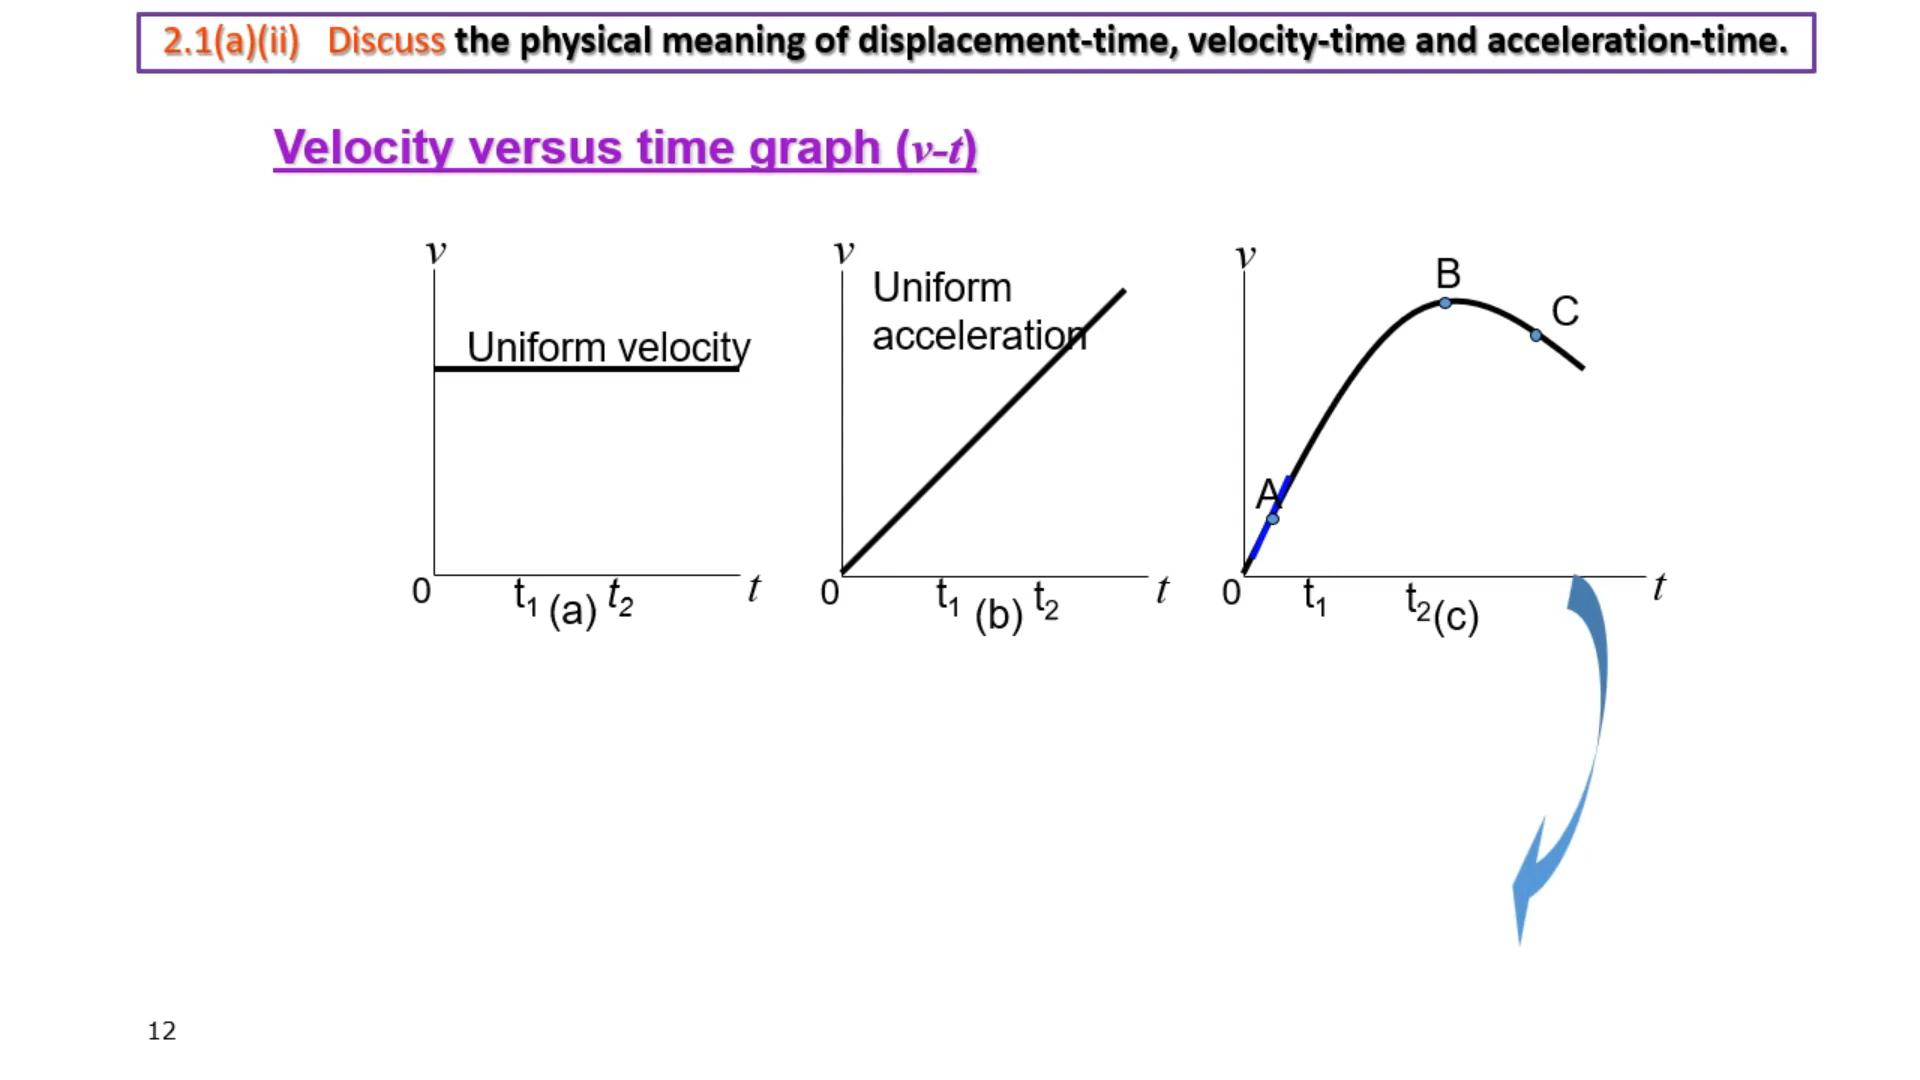 2.1(a)(ii) Discuss the physical meaning of displacement-time, velocity-time and acceleration-time.
Velocity versus time graph (v-t)
v
Uniform velocity
0
t₁
(a)
t₂
t
v
Uniform
acceleration
0
t₁
(b)
t₂
t
v
B
C
A
0
t₁
t₂
(c)
t
12